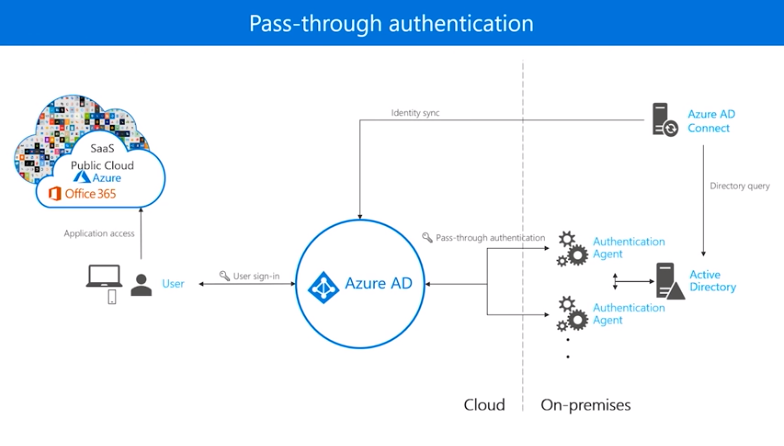 Pass-through authentication
Identity sync
Azure AD
Connect
SaaS
Public Cloud
Azure
Office 365
Directory query
Application access
Pass-through authentication
Authentication
Agent
User
User sign-in
Azure AD
Active
Directory
Authentication
Agent
Cloud
On-premises